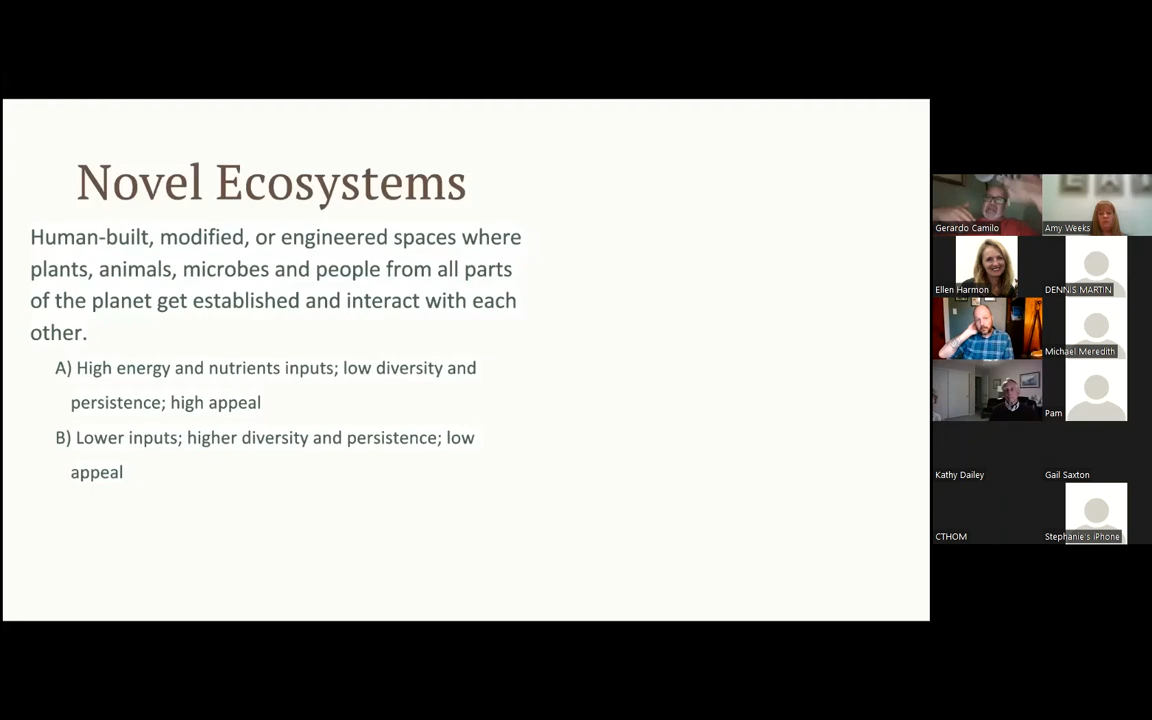 Novel Ecosystems
Human-built, modified, or engineered spaces where
plants, animals, microbes and people from all parts
of the planet get established and interact with each
other.
A) High energy and nutrients inputs; low diversity and
persistence; high appeal
B) Lower inputs; higher diversity and persistence; low
appeal
Gerardo Camilo
Amy Weeks
Ellen Harmon
DENNIS MARTIN
Michael Meredith
Pam
Kathy Dailey
Gail Saxton
CTHOM
Stephanie's iPhone